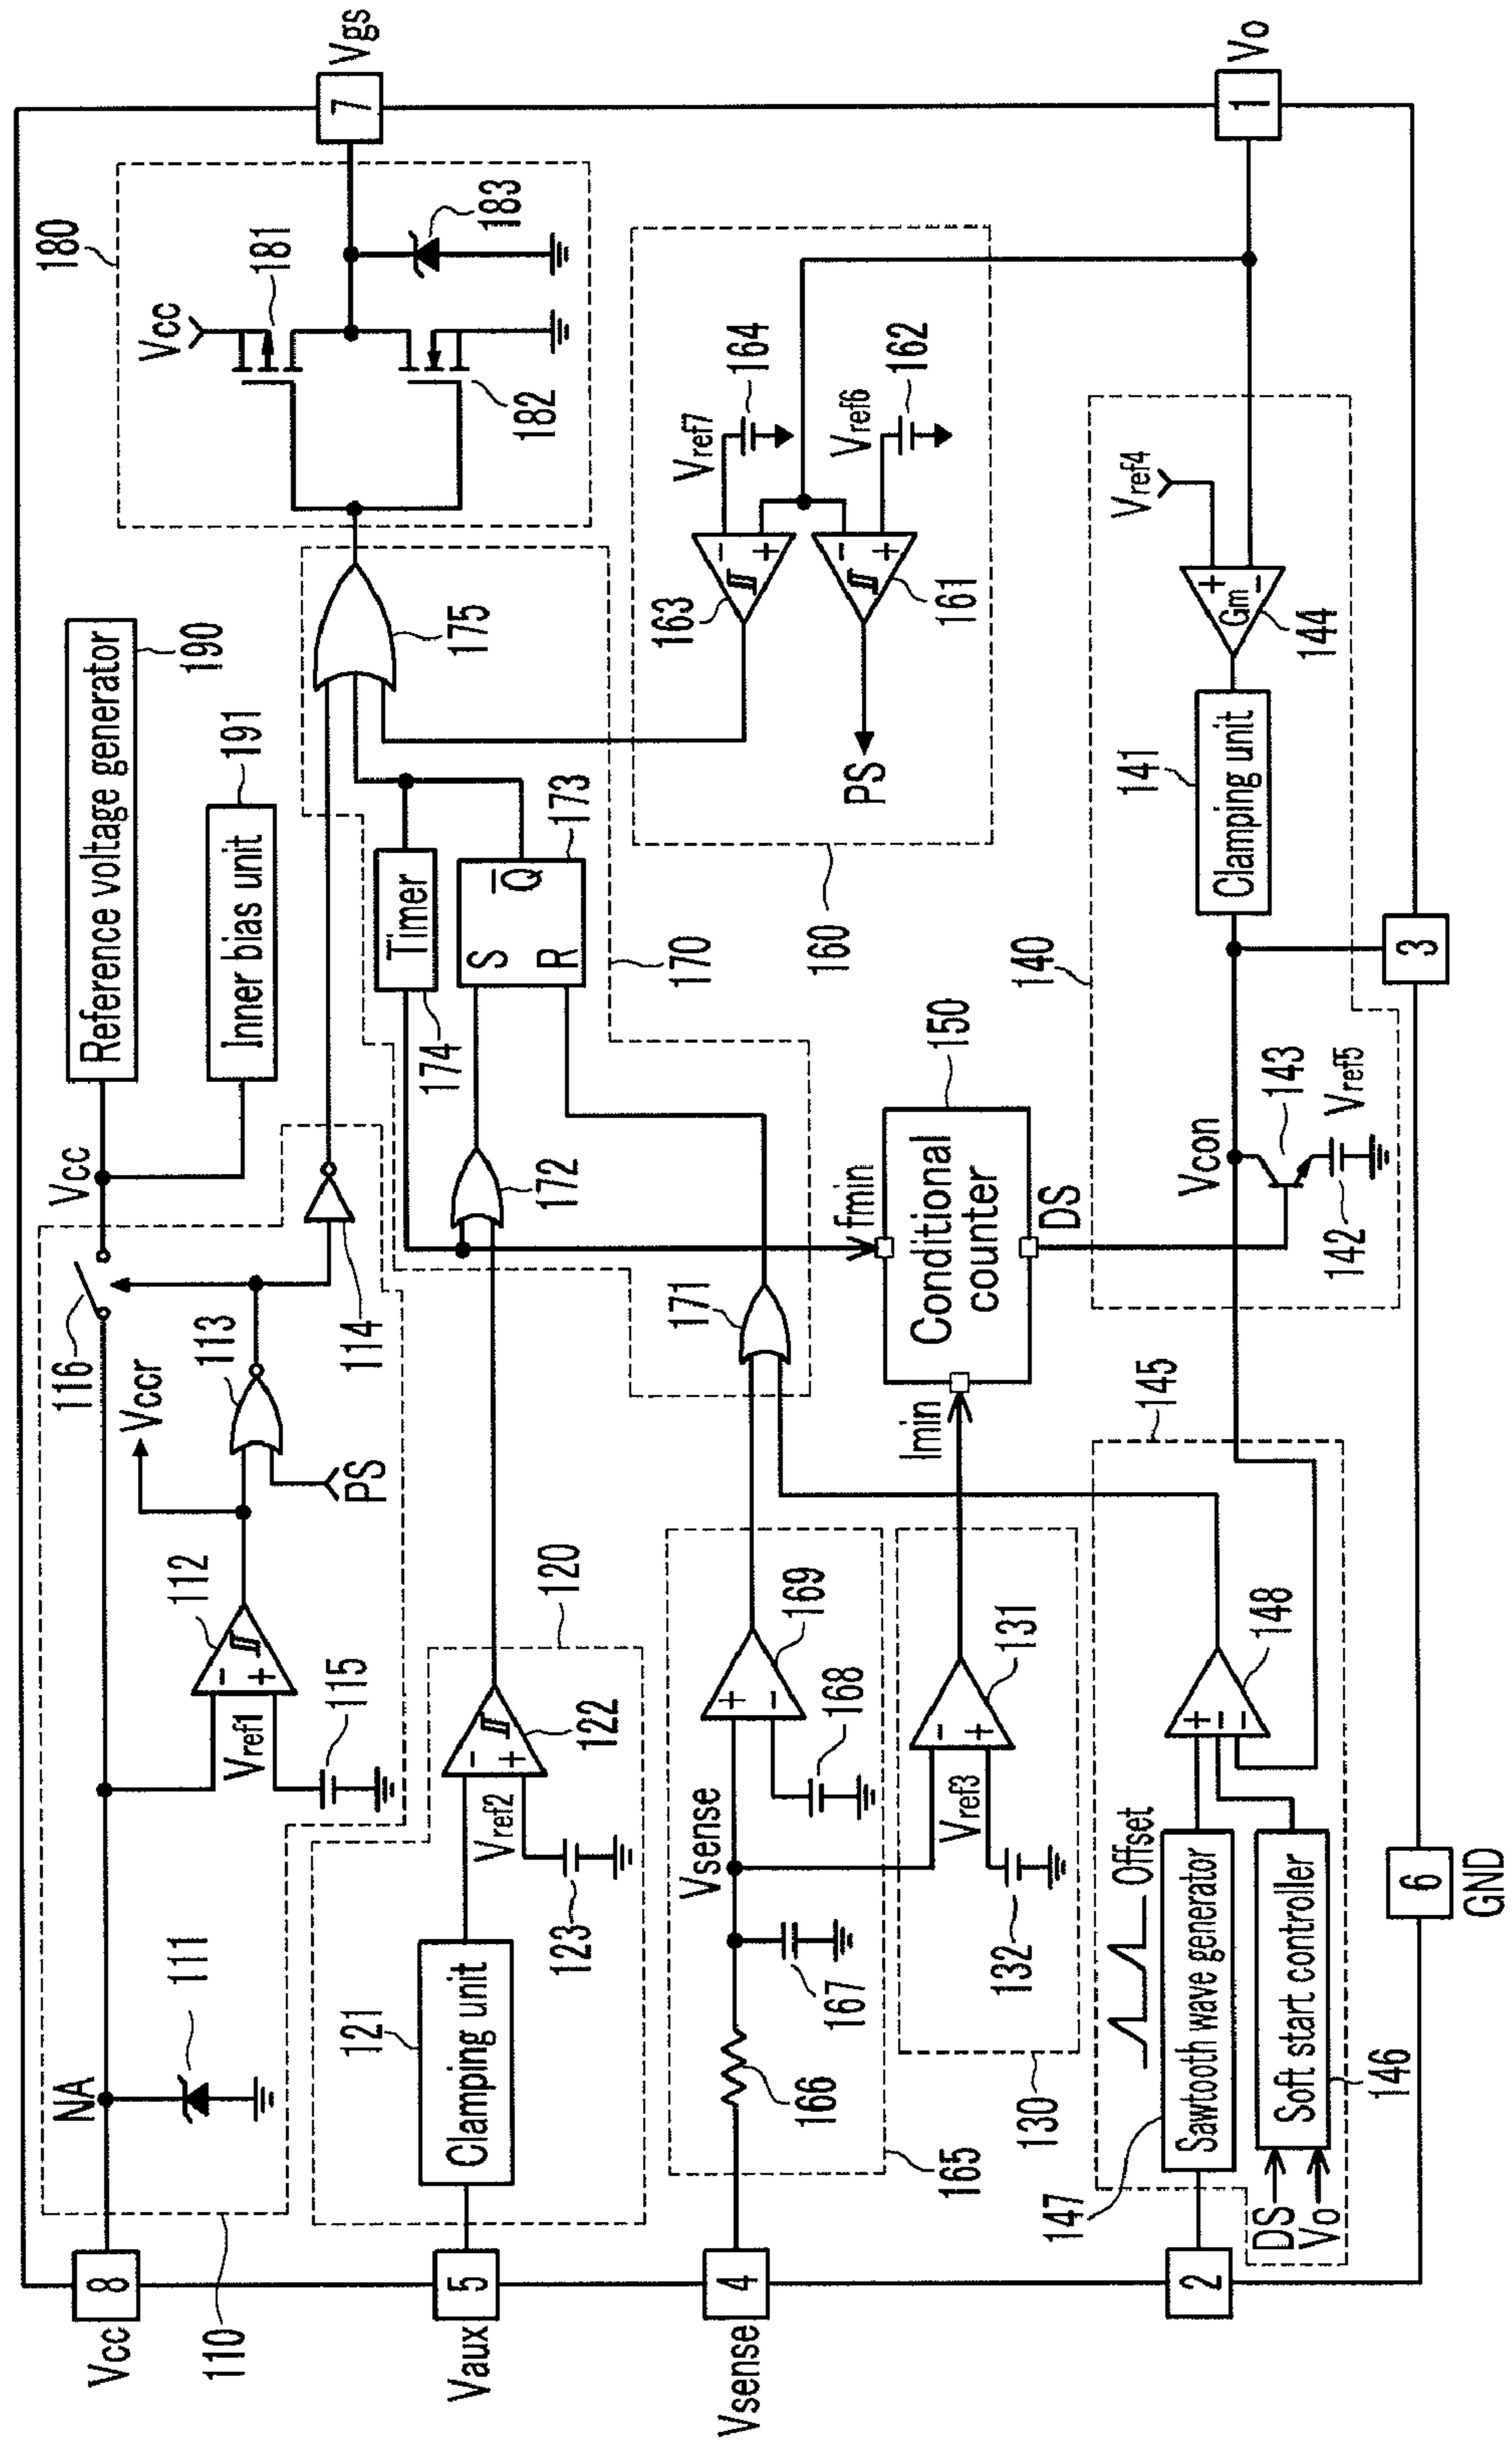 Vcc
8
NA
111
110
112
Vref1
115
Vccr
113
PS
116
114
Vcc
Reference voltage generator
190
Inner bias unit
191
180
Vcc
181
182
183
7
Vgs
Vaux
5
121
Clamping unit
Vref2
123
122
120
172
174
Timer
S
R
Q̅
173
170
175
Vsense
4
166
167
Vsense
168
169
165
171
130
132
Vref3
131
Imin
fmin
Conditional
counter
150
DS
160
PS
163
161
Vref7
164
Vref6
162
2
147
Sawtooth wave generator
Offset
Soft start controller
146
DS
Vo
148
145
Vcon
143
142
Vref5
140
141
Clamping unit
Gm
144
Vref4
1
Vo
3
6
GND
+
-